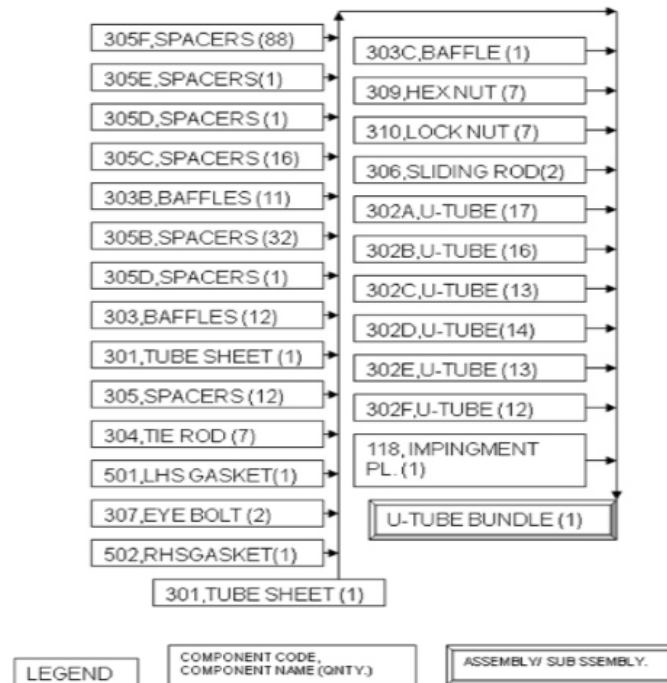 305F,SPACERS (88)
305E,SPACERS(1)
305D,SPACERS (1)
305C,SPACERS (16)
303B,BAFFLES (11)
305B,SPACERS (32)
305D,SPACERS (1)
303,BAFFLES (12)
301,TUBE SHEET (1)
305,SPACERS (12)
304,TIE ROD (7)
501,LHS GASKET(1)
307,EYE BOLT (2)
502,RHSGASKET(1)
301,TUBE SHEET (1)
303C,BAFFLE (1)
309,HEX NUT (7)
310,LOCK NUT (7)
306,SLIDING ROD(2)
302A,U-TUBE (17)
302B,U-TUBE (16)
302C,U-TUBE (13)
302D,U-TUBE(14)
302E,U-TUBE (13)
302F,U-TUBE (12)
118, IMPINGMENT
PL. (1)
U-TUBE BUNDLE (1)
LEGEND
COMPONENT CODE,
COMPONENT NAME (QNTY.)
ASSEMBLY/ SUB SSEMBLY.